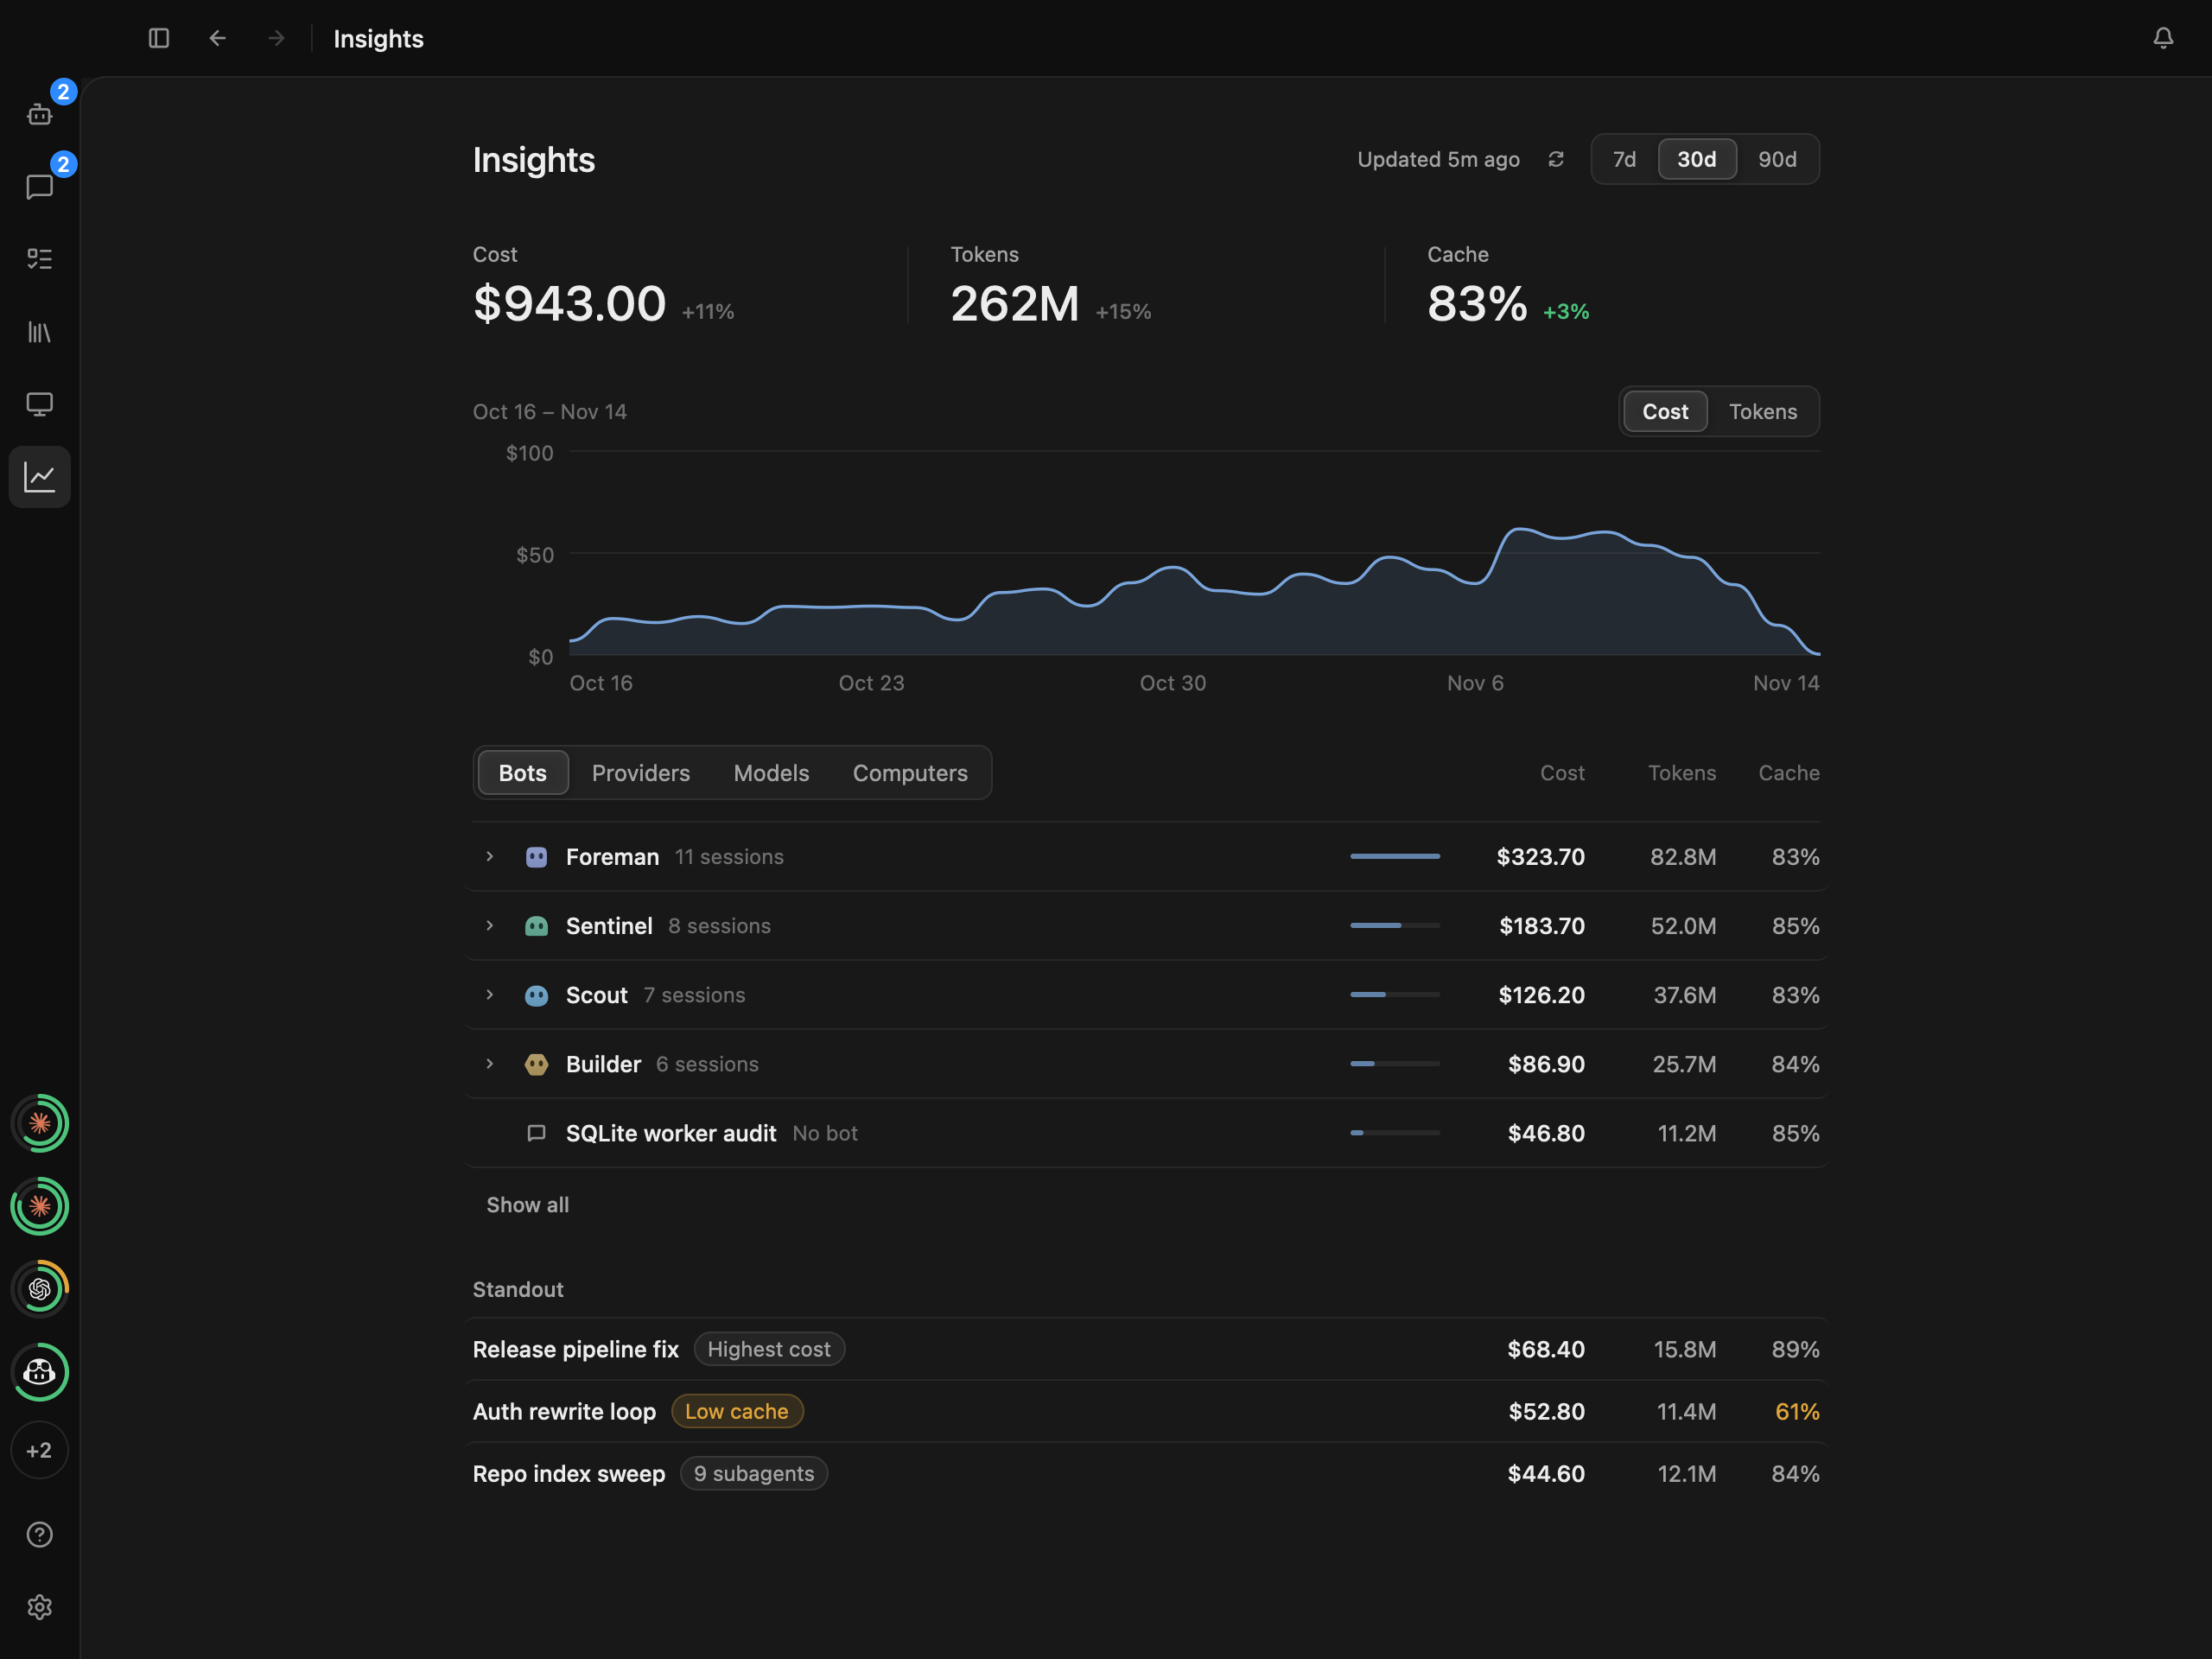 Insights
2
2
Insights
Updated 5m ago 7d 30d 90d
Cost Tokens Cache
$943.00 +11% 262M +15% 83% +3%
Oct 16 – Nov 14 Cost Tokens
$100
$50
$0
Oct 16 Oct 23 Oct 30 Nov 6 Nov 14
Bots Providers Models Computers Cost Tokens Cache
Foreman 11 sessions $323.70 82.8M 83%
Sentinel 8 sessions $183.70 52.0M 85%
Scout 7 sessions $126.20 37.6M 83%
Builder 6 sessions $86.90 25.7M 84%
SQLite worker audit No bot $46.80 11.2M 85%
Show all
Standout
Release pipeline fix Highest cost $68.40 15.8M 89%
Auth rewrite loop Low cache $52.80 11.4M 61%
Repo index sweep 9 subagents $44.60 12.1M 84%
+2